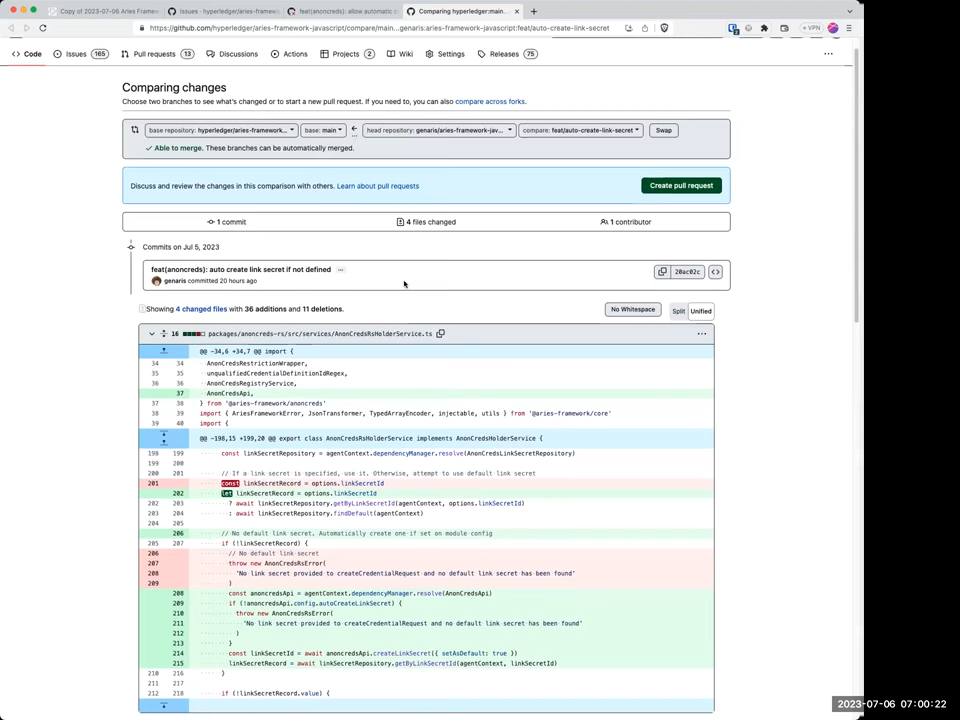 Copy of 2023-07-06 Aries Framew
Issues · hyperledger/aries-frame
feat(anoncreds): allow automatic c
Comparing hyperledger:main...
https://github.com/hyperledger/aries-framework-javascript/compare/main...genaris:aries-framework-javascript:feat/auto-create-link-secret
+ VPN
Code
Issues 165
Pull requests 13
Discussions
Actions
Projects 2
Wiki
Settings
Releases 75
Comparing changes
Choose two branches to see what's changed or to start a new pull request. If you need to, you can also compare across forks.
base repository: hyperledger/aries-framework... base: main head repository: genaris/aries-framework-jav... compare: feat/auto-create-link-secret Swap
Able to merge. These branches can be automatically merged.
Discuss and review the changes in this comparison with others. Learn about pull requests
Create pull request
1 commit
4 files changed
1 contributor
Commits on Jul 5, 2023
feat(anoncreds): auto create link secret if not defined ...
genaris committed 20 hours ago
20ac02c
Showing 4 changed files with 36 additions and 11 deletions.
No Whitespace
Split Unified
16 packages/anoncreds-rs/src/services/AnonCredsRsHolderService.ts
@@ -34,6 +34,7 @@ import {
34 34 AnonCredsRestrictionWrapper,
35 35 unqualifiedCredentialDefinitionIdRegex,
36 36 AnonCredsRegistryService,
37 AnonCredsApi,
37 38 } from '@aries-framework/anoncreds'
38 39 import { AriesFrameworkError, JsonTransformer, TypedArrayEncoder, injectable, utils } from '@aries-framework/core'
39 40 import {
@@ -198,15 +199,20 @@ export class AnonCredsRsHolderService implements AnonCredsHolderService {
198 199 const linkSecretRepository = agentContext.dependencyManager.resolve(AnonCredsLinkSecretRepository)
199 200
200 201 // If a link secret is specified, use it. Otherwise, attempt to use default link secret
201 const linkSecretRecord = options.linkSecretId
202 let linkSecretRecord = options.linkSecretId
202 203 ? await linkSecretRepository.getByLinkSecretId(agentContext, options.linkSecretId)
203 204 : await linkSecretRepository.findDefault(agentContext)
204 205
206 // No default link secret. Automatically create one if set on module config
205 207 if (!linkSecretRecord) {
206 // No default link secret
207 throw new AnonCredsRsError(
208 'No link secret provided to createCredentialRequest and no default link secret has been found'
209 )
208 const anoncredsApi = agentContext.dependencyManager.resolve(AnonCredsApi)
209 if (!anoncredsApi.config.autoCreateLinkSecret) {
210 throw new AnonCredsRsError(
211 'No link secret provided to createCredentialRequest and no default link secret has been found'
212 )
213 }
214 const linkSecretId = await anoncredsApi.createLinkSecret({ setAsDefault: true })
215 linkSecretRecord = await linkSecretRepository.getByLinkSecretId(agentContext, linkSecretId)
210 216 }
211 217
212 218 if (!linkSecretRecord.value) {
2023-07-06 07:00:22